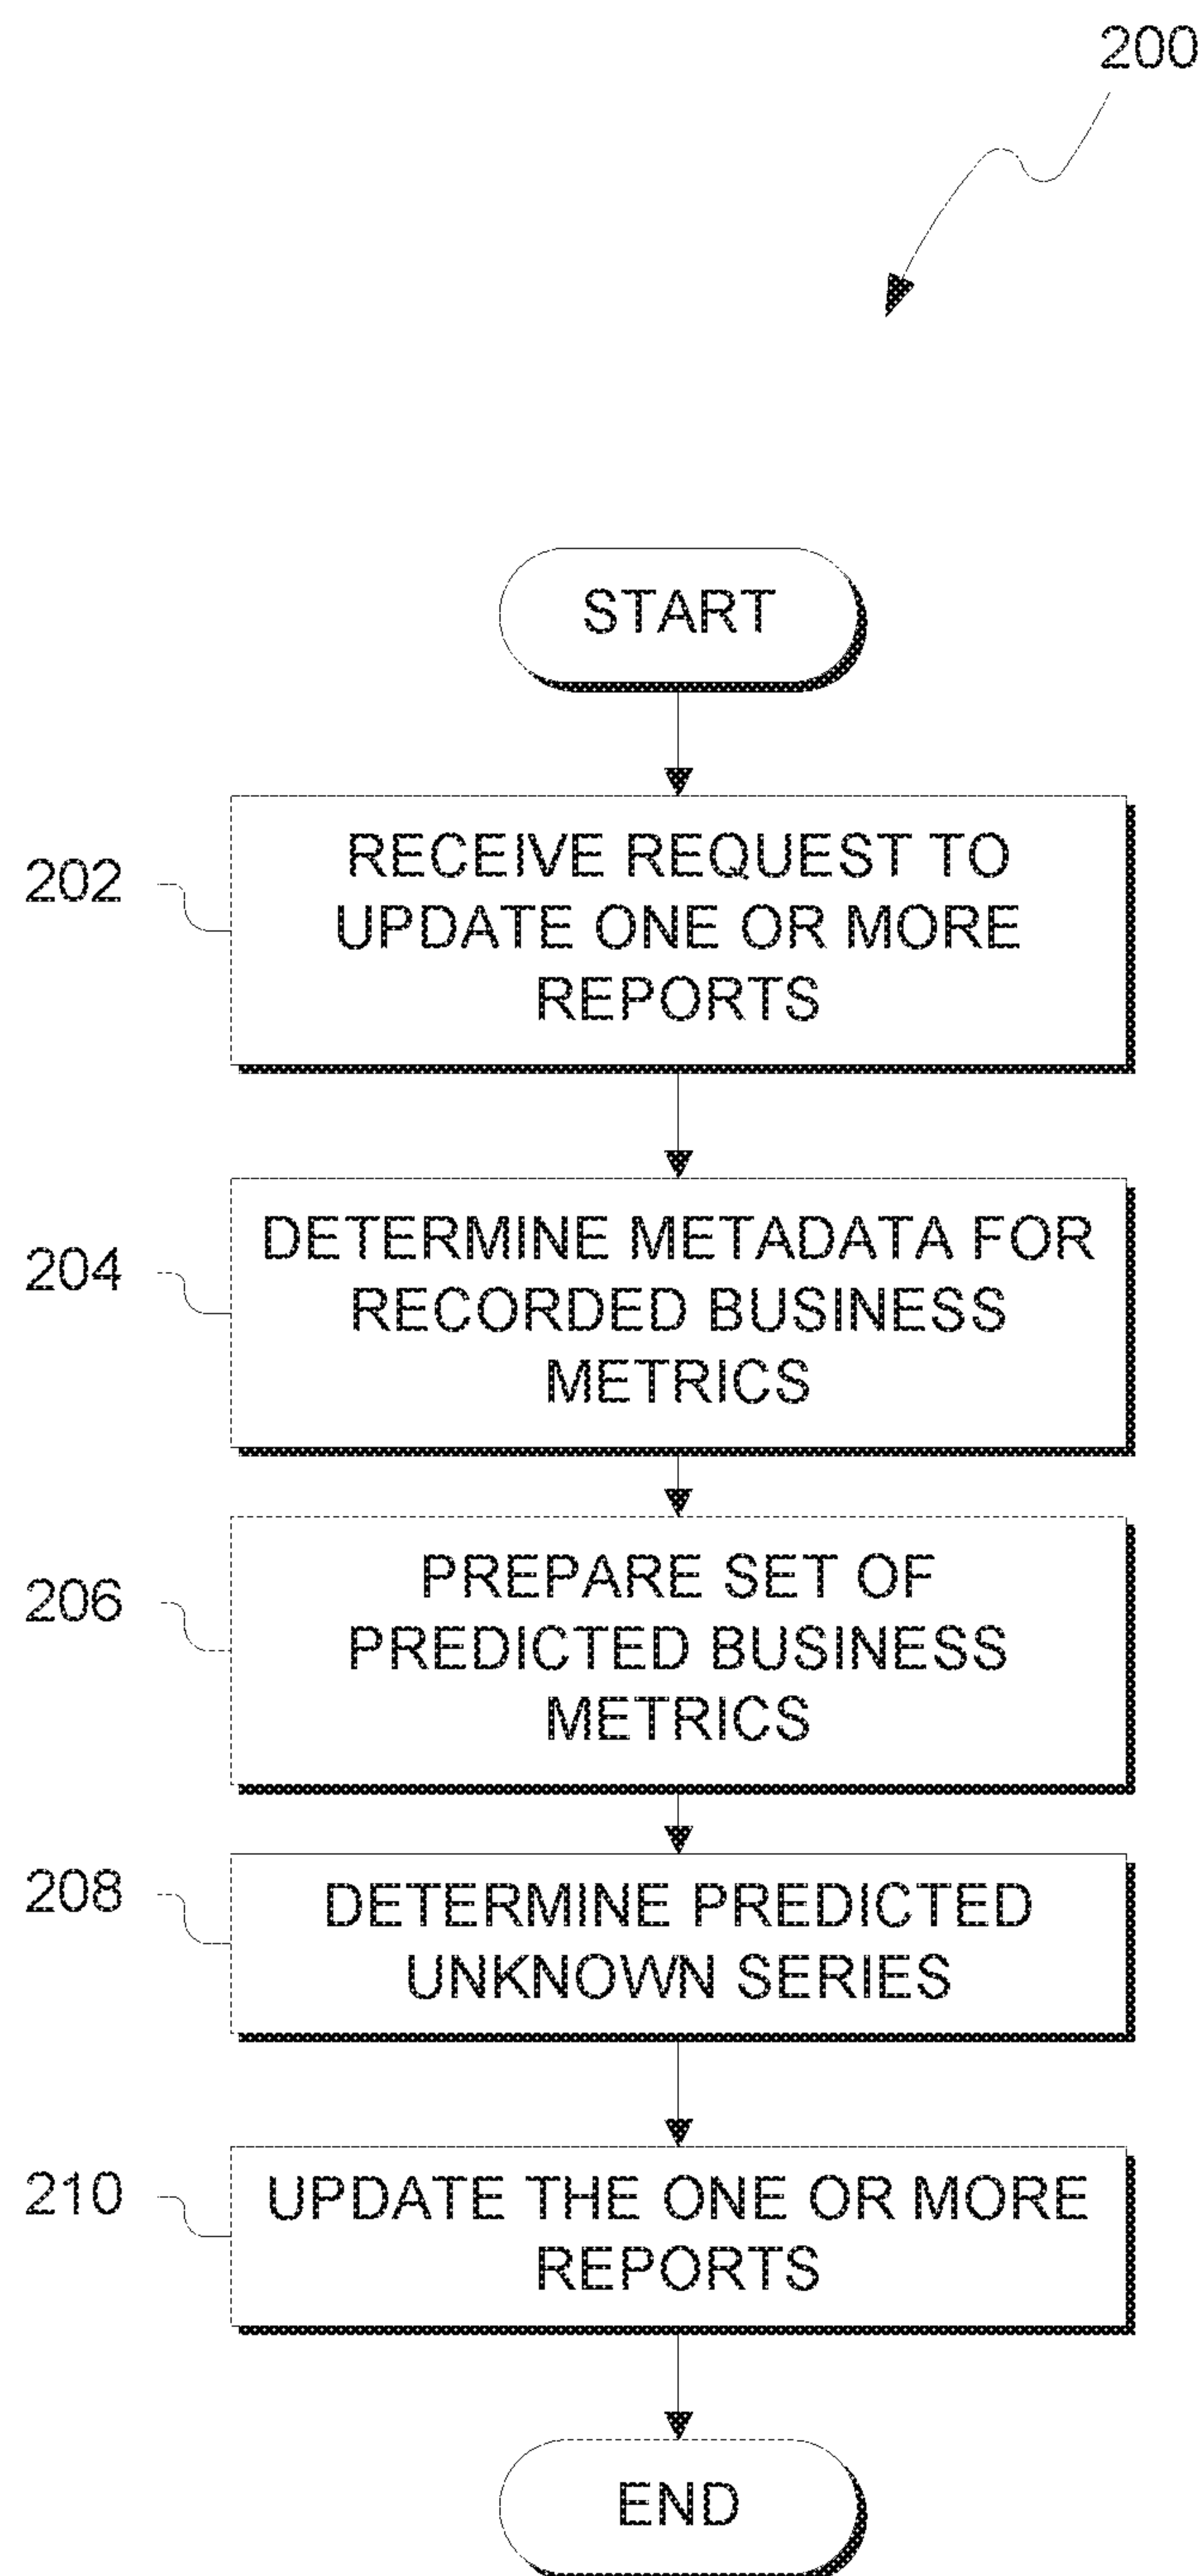 200
START
202
RECEIVE REQUEST TO
UPDATE ONE OR MORE
REPORTS
204
DETERMINE METADATA FOR
RECORDED BUSINESS
METRICS
206
PREPARE SET OF
PREDICTED BUSINESS
METRICS
208
DETERMINE PREDICTED
UNKNOWN SERIES
210
UPDATE THE ONE OR MORE
REPORTS
END